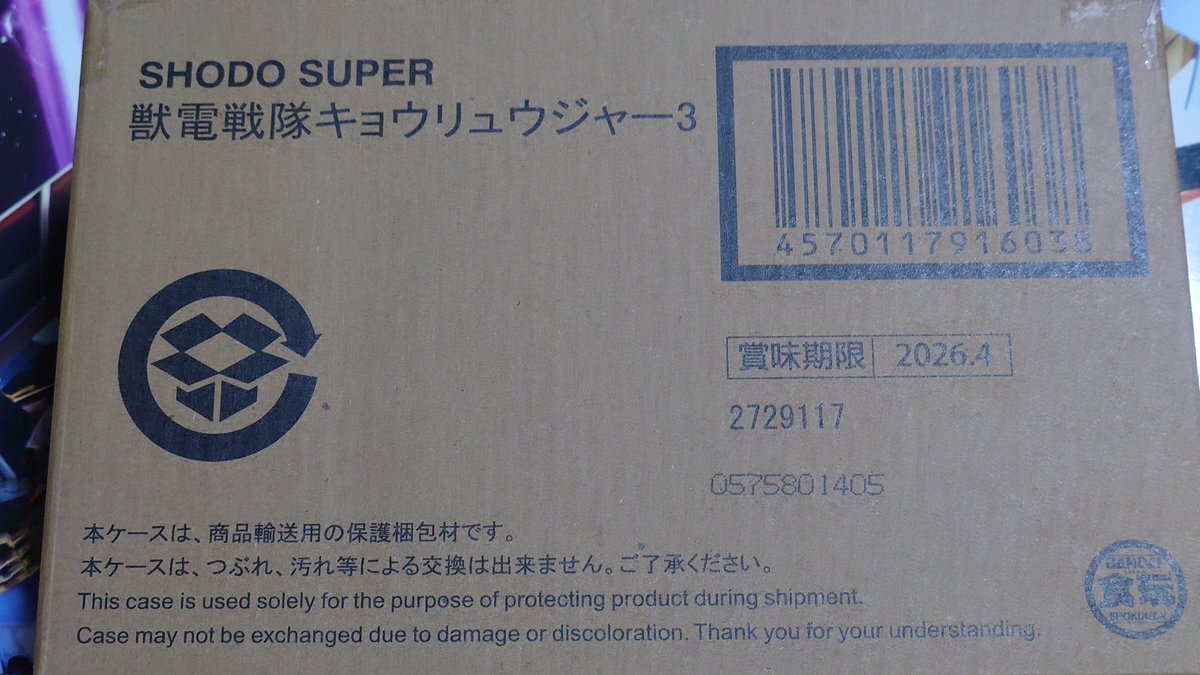 SHODO SUPER
獣電戦隊キョウリュウジャー3
4570117916038
賞味期限 2026.4
2729117
0575801405
本ケースは、商品輸送用の保護梱包材です。
本ケースは、つぶれ、汚れ等による交換は出来ません。ご了承ください。
This case is used solely for the purpose of protecting product during shipment.
Case may not be exchanged due to damage or discoloration. Thank you for your understanding.
BANDAI
食玩
SHOKUGAN